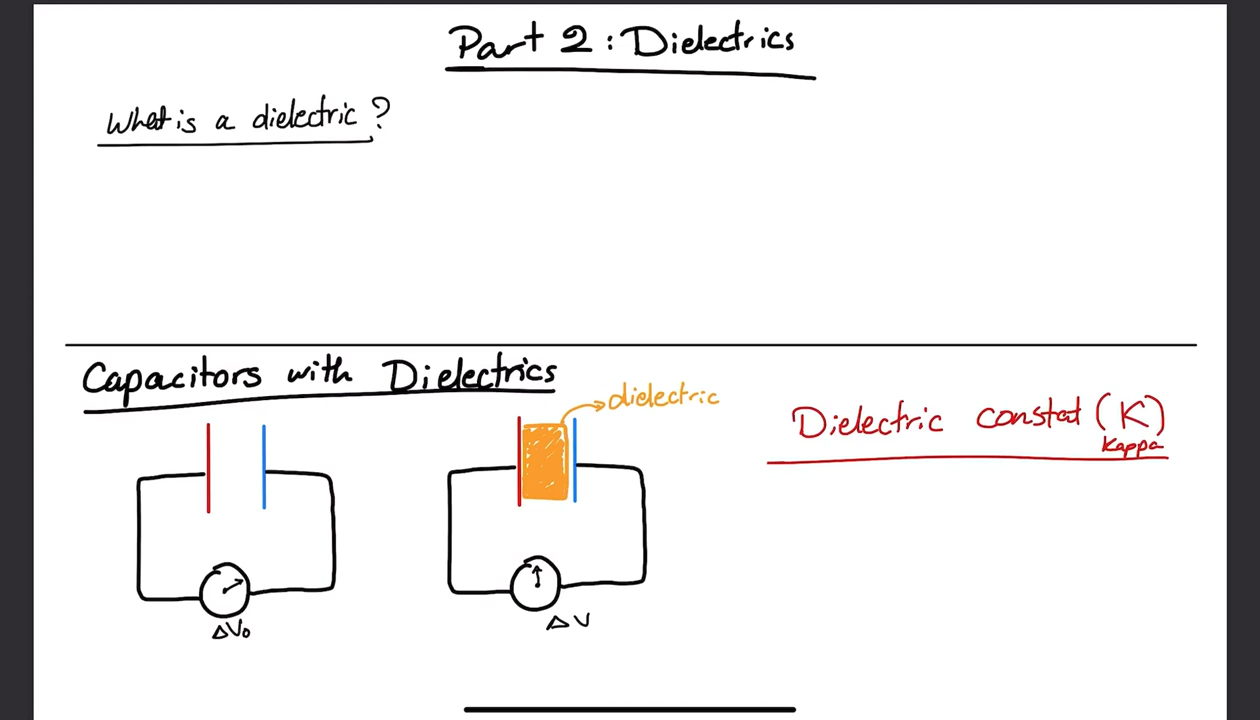 Part 2 : Dielectrics
What is a dielectric ?
Capacitors with Dielectrics
dielectric
Dielectric constat (K)
Kappa
ΔV₀
ΔV